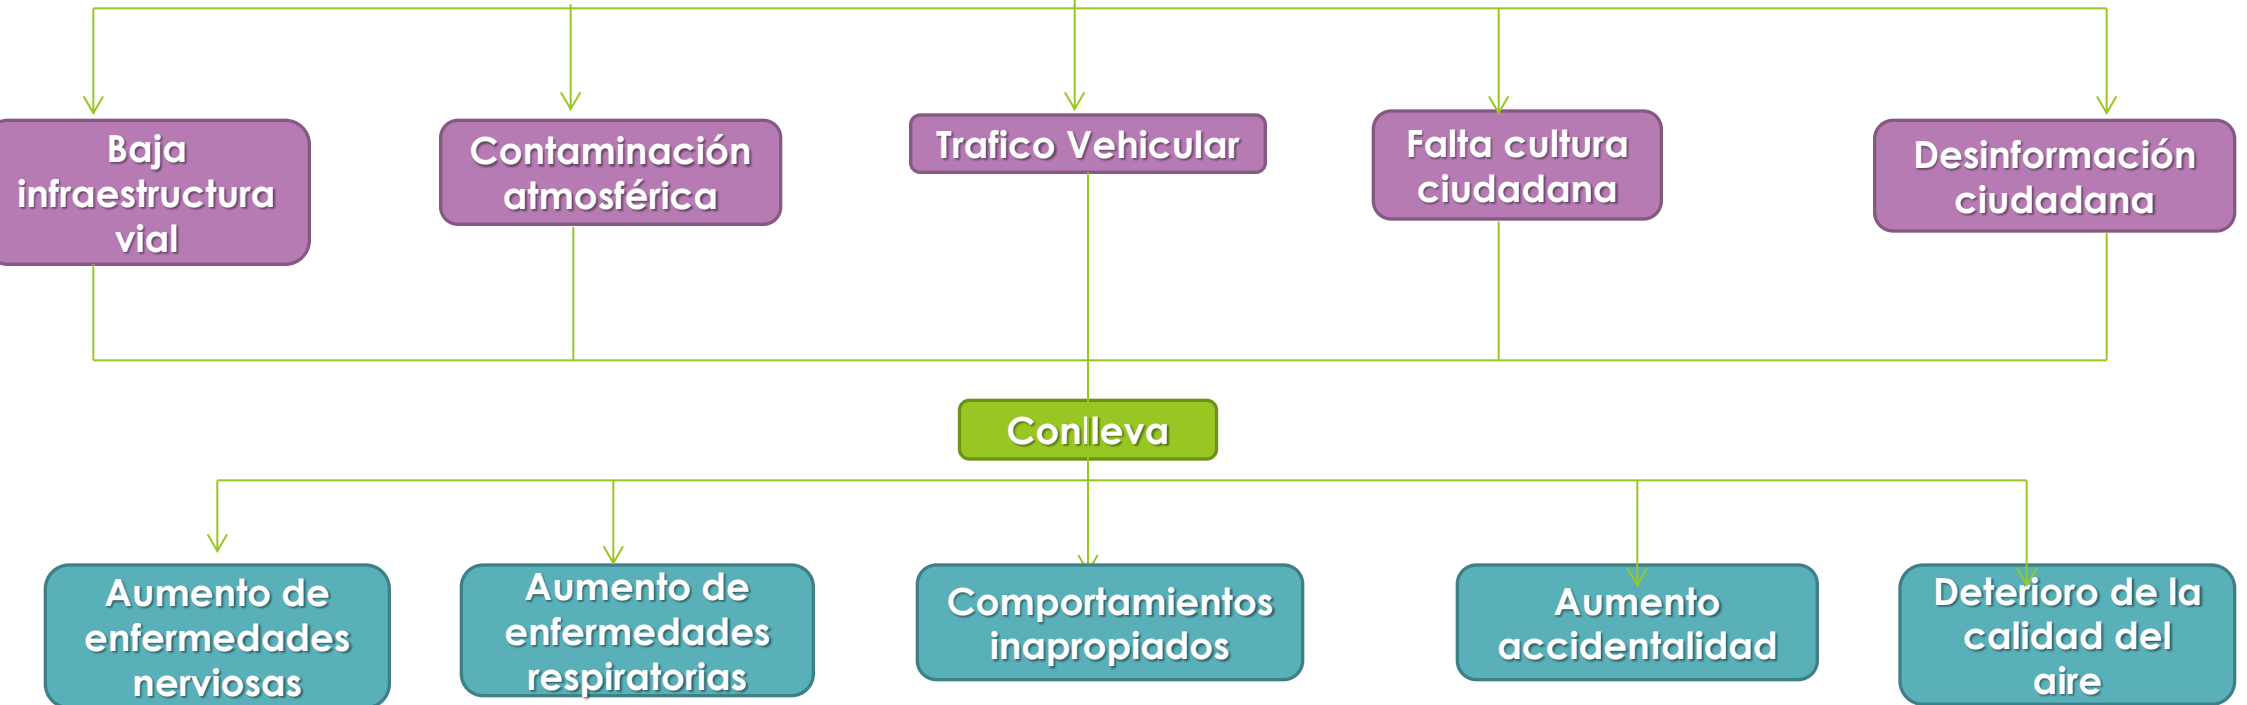 Baja
infraestructura
vial
Contaminación
atmosférica
Trafico Vehicular
Falta cultura
ciudadana
Desinformación
ciudadana
Conlleva
Aumento de
enfermedades
nerviosas
Aumento de
enfermedades
respiratorias
Comportamientos
inapropiados
Aumento
accidentalidad
Deterioro de la
calidad del
aire